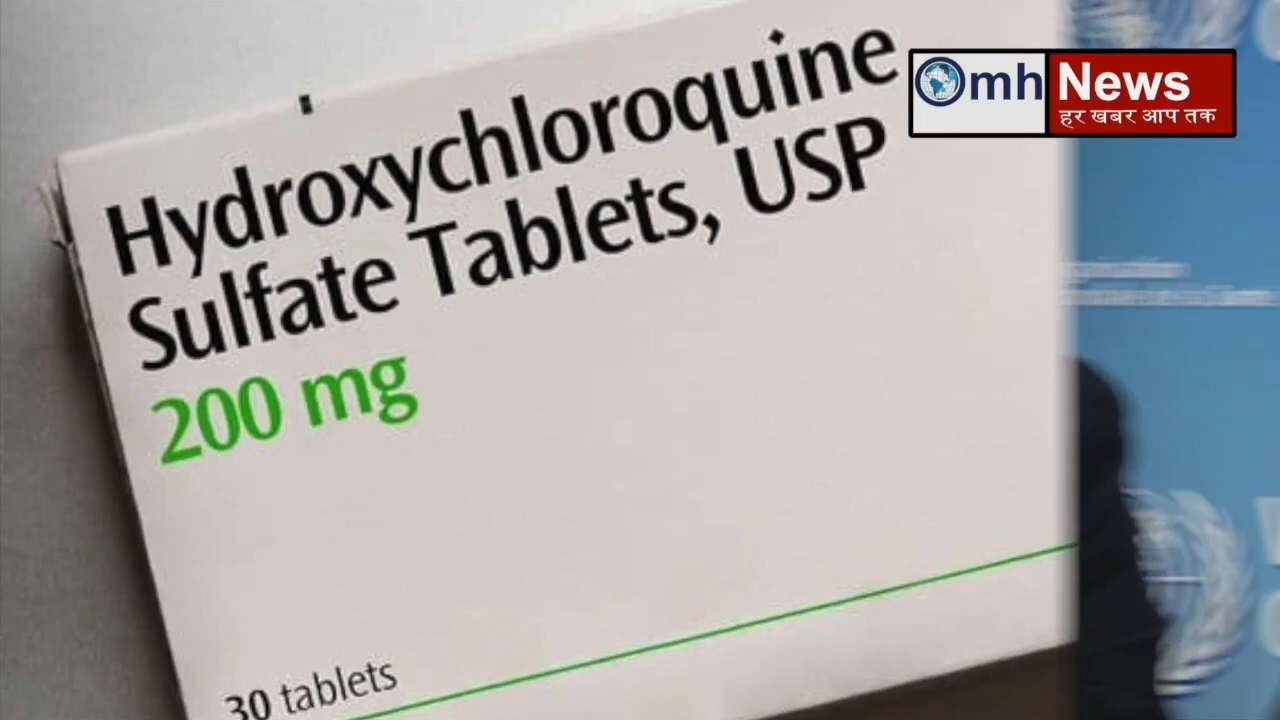 Hydroxychloroquine
Sulfate Tablets, USP
200 mg
30 tablets
mh News
हर खबर आप तक